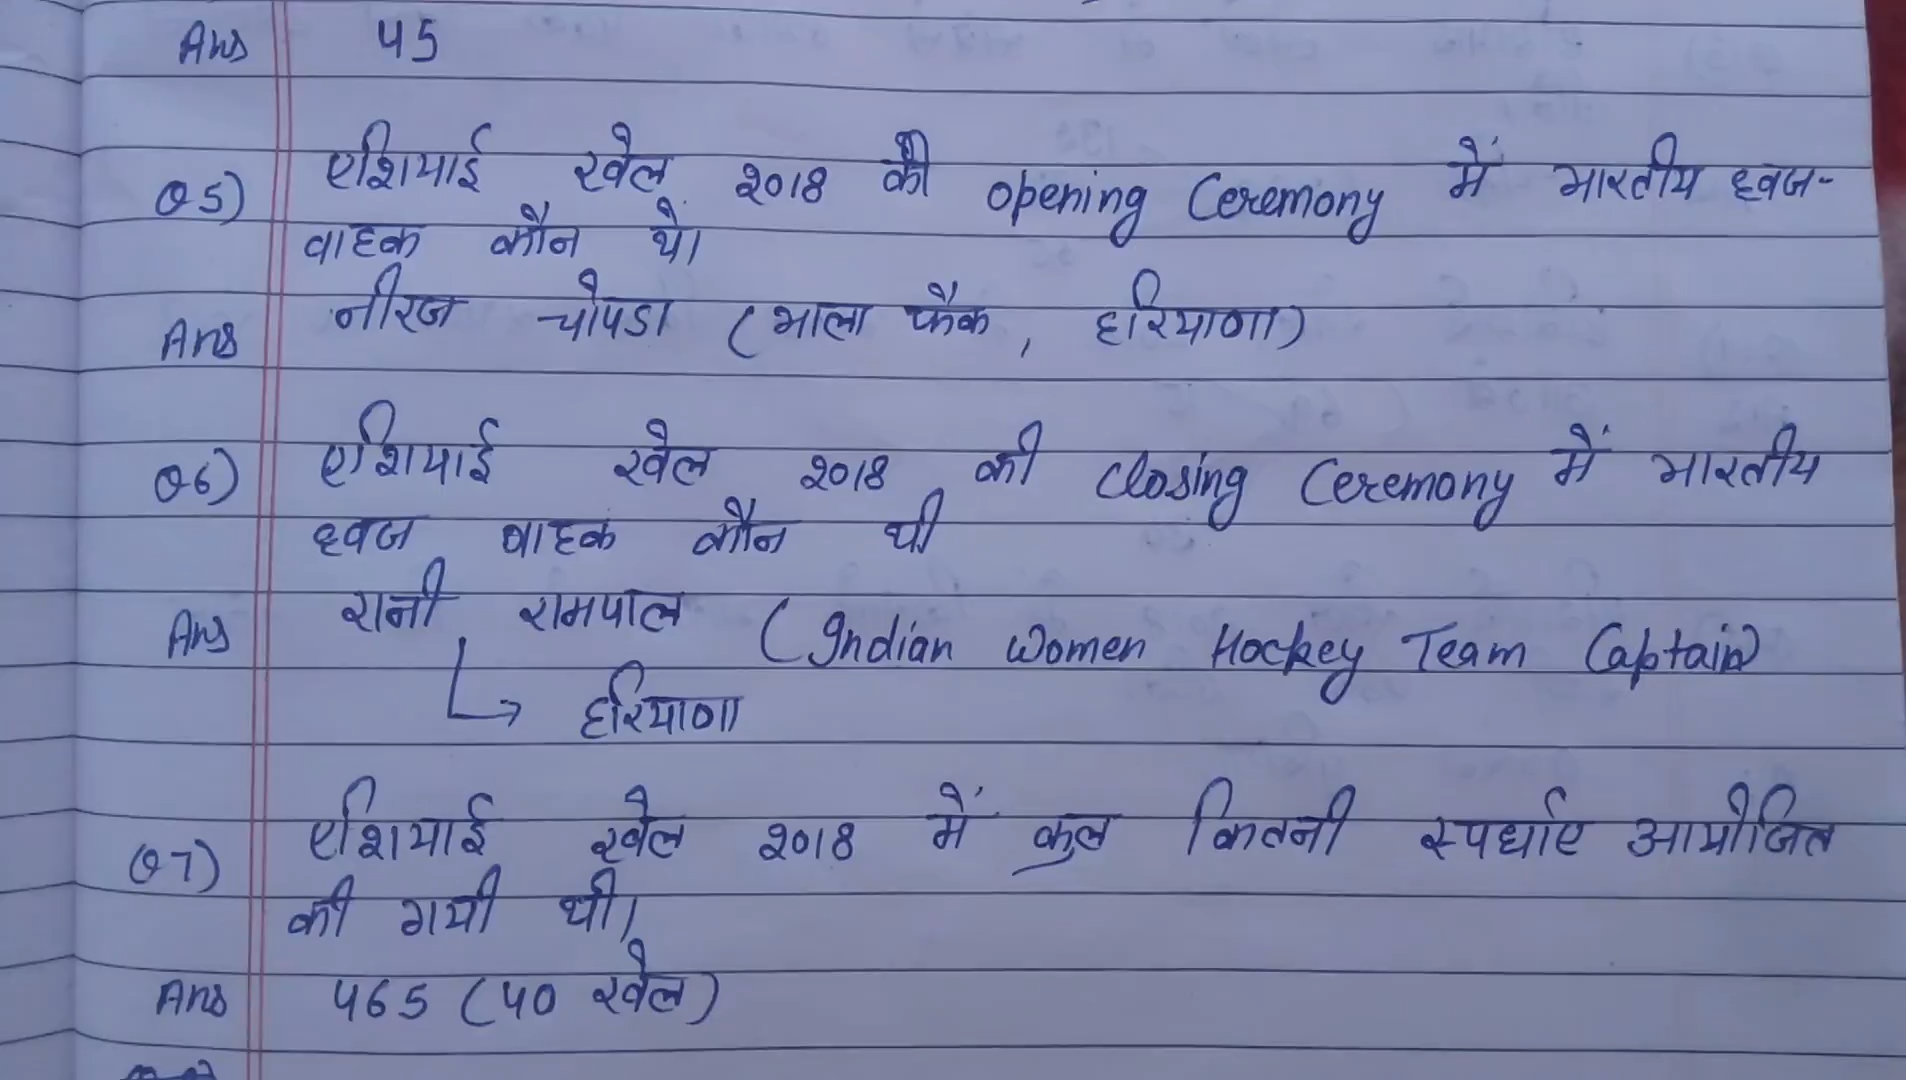 Ans 45
Q5) एशियाई खेल 2018 की opening Ceremony में भारतीय ध्वज-
वाहक कौन थे।
Ans नीरज चोपडा (भाला फैंक, हरियाणा)
Q6) एशियाई खेल 2018 की Closing Ceremony में भारतीय
ध्वज वाहक कौन थी
Ans रानी रामपाल (Indian Women Hockey Team Captain)
↳ हरियाणा
Q7) एशियाई खेल 2018 में कुल कितनी स्पर्धाए आयोजित
की गयी थी।
Ans 465 (40 खेल)